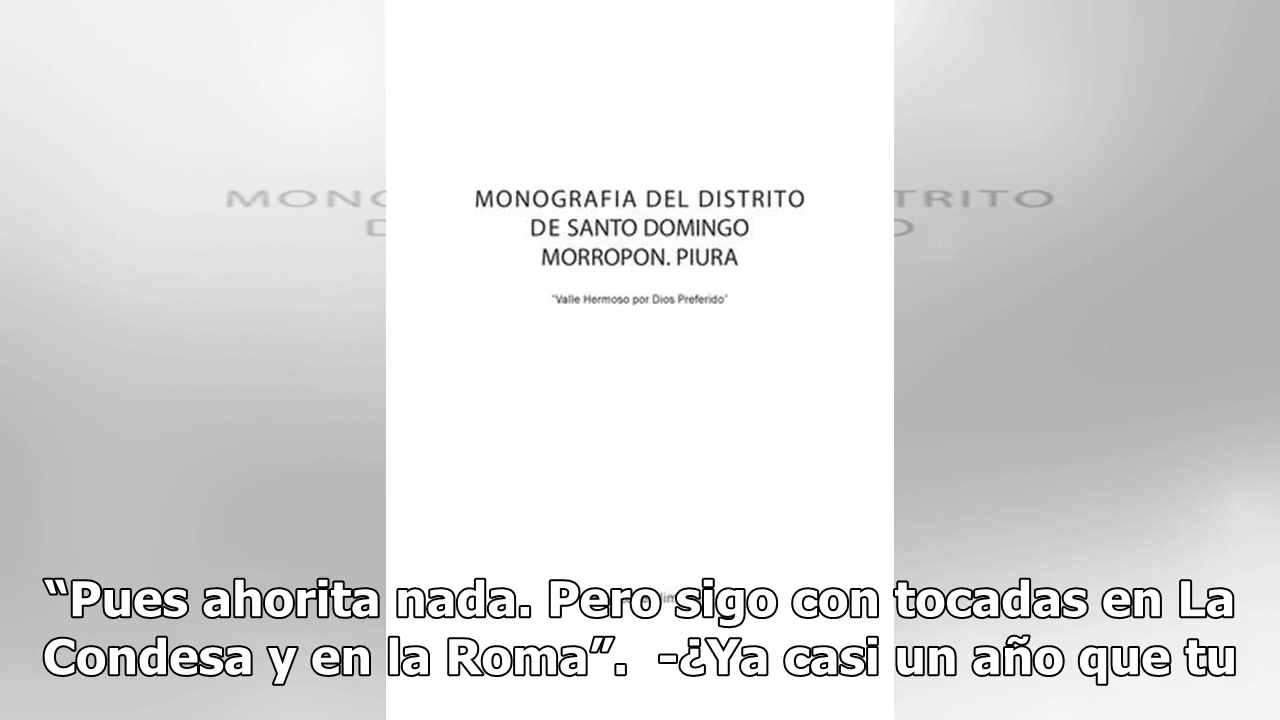 MONOGRAFIA DEL DISTRITO
DE SANTO DOMINGO
MORROPON. PIURA
"Valle Hermoso por Dios Preferido"
“Pues ahorita nada. Pero sigo con tocadas en La
Condesa y en la Roma”. -¿Ya casi un año que tu